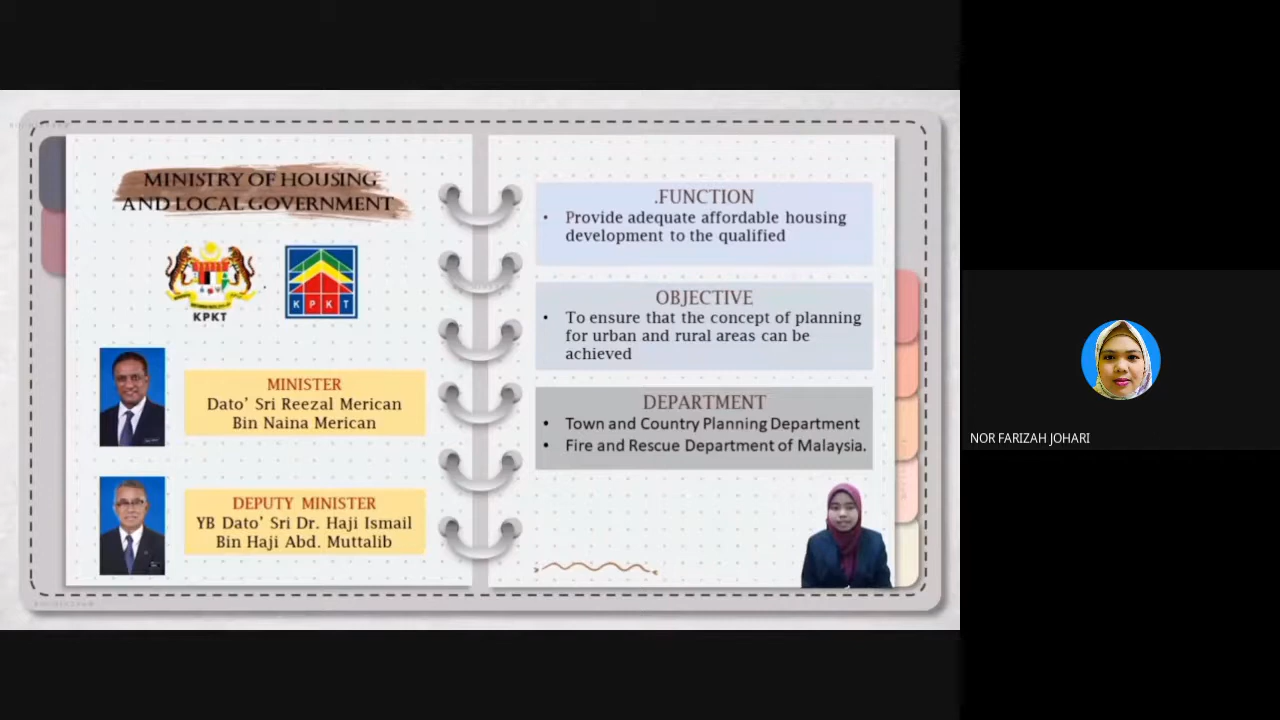 MINISTRY OF HOUSING
AND LOCAL GOVERNMENT
KPKT
K P K T
MINISTER
Dato’ Sri Reezal Merican
Bin Naina Merican
DEPUTY MINISTER
YB Dato’ Sri Dr. Haji Ismail
Bin Haji Abd. Muttalib
.FUNCTION
• Provide adequate affordable housing
development to the qualified
OBJECTIVE
• To ensure that the concept of planning
for urban and rural areas can be
achieved
DEPARTMENT
• Town and Country Planning Department
• Fire and Rescue Department of Malaysia.
NOR FARIZAH JOHARI